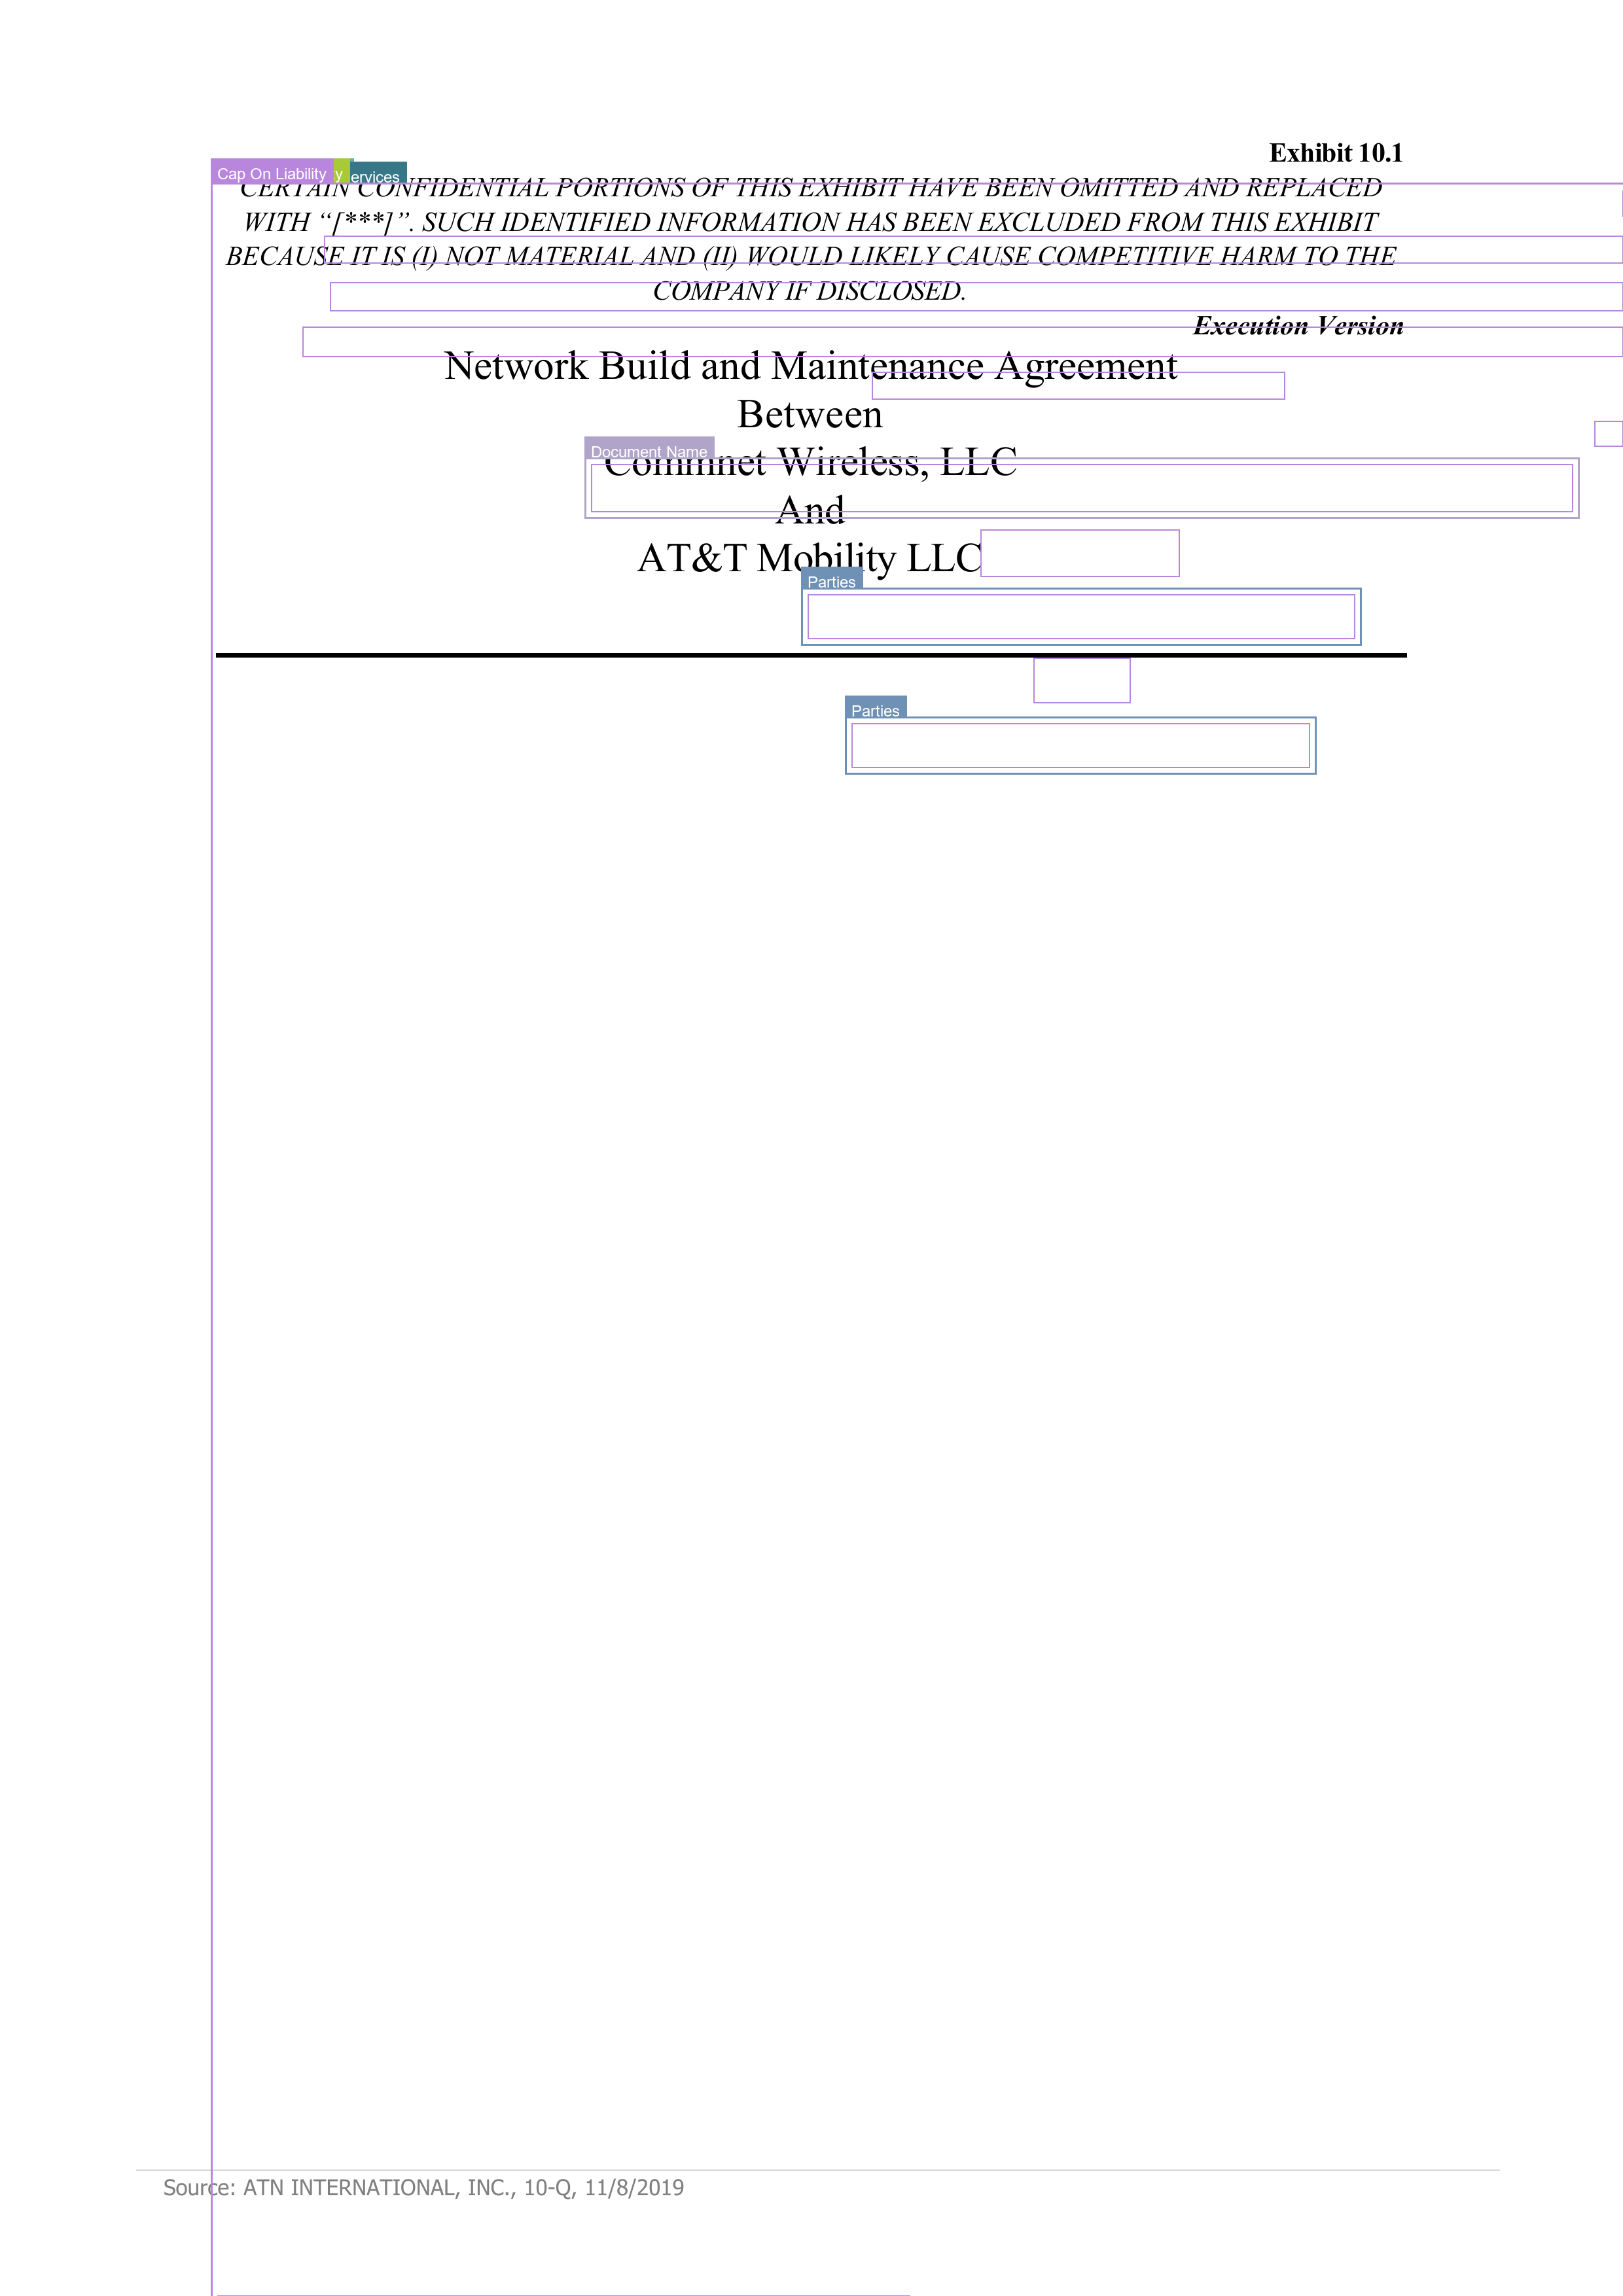 Exhibit 10.1
Cap On Liability y ervices
CERTAIN CONFIDENTIAL PORTIONS OF THIS EXHIBIT HAVE BEEN OMITTED AND REPLACED
WITH “[***]”. SUCH IDENTIFIED INFORMATION HAS BEEN EXCLUDED FROM THIS EXHIBIT
BECAUSE IT IS (I) NOT MATERIAL AND (II) WOULD LIKELY CAUSE COMPETITIVE HARM TO THE
COMPANY IF DISCLOSED.
Execution Version
Network Build and Maintenance Agreement
Between
Document Name
Commnet Wireless, LLC
And
AT&T Mobility LLC
Parties
Parties
Source: ATN INTERNATIONAL, INC., 10-Q, 11/8/2019